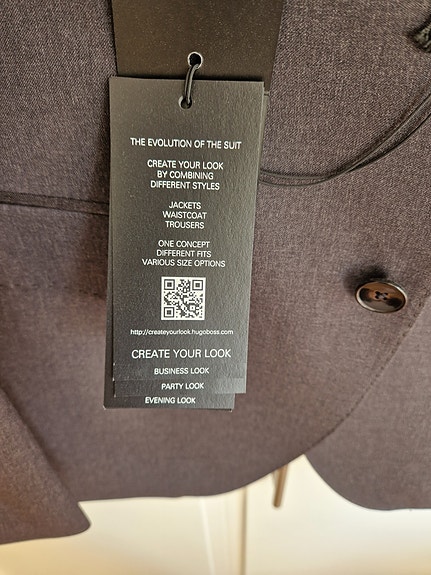 THE EVOLUTION OF THE SUIT
CREATE YOUR LOOK
BY COMBINING
DIFFERENT STYLES
JACKETS
WAISTCOAT
TROUSERS
ONE CONCEPT
DIFFERENT FITS
VARIOUS SIZE OPTIONS
http://createyourlook.hugoboss.com
CREATE YOUR LOOK
BUSINESS LOOK
PARTY LOOK
EVENING LOOK